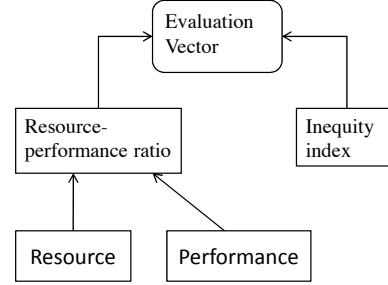 Evaluation
Vector
Resource-
performance ratio
Inequity
index
Resource
Performance